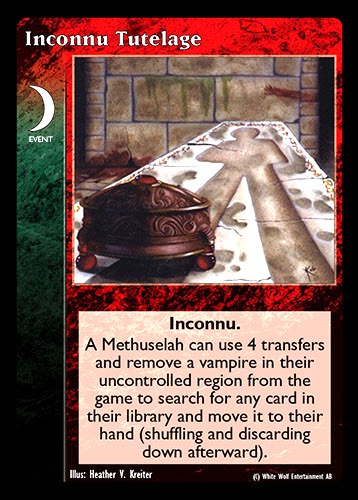 Inconnu Tutelage
EVENT
Inconnu.
A Methuselah can use 4 transfers
and remove a vampire in their
uncontrolled region from the
game to search for any card in
their library and move it to their
hand (shuffling and discarding
down afterward).
Illus: Heather V. Kreiter
(C) White Wolf Entertainment AB